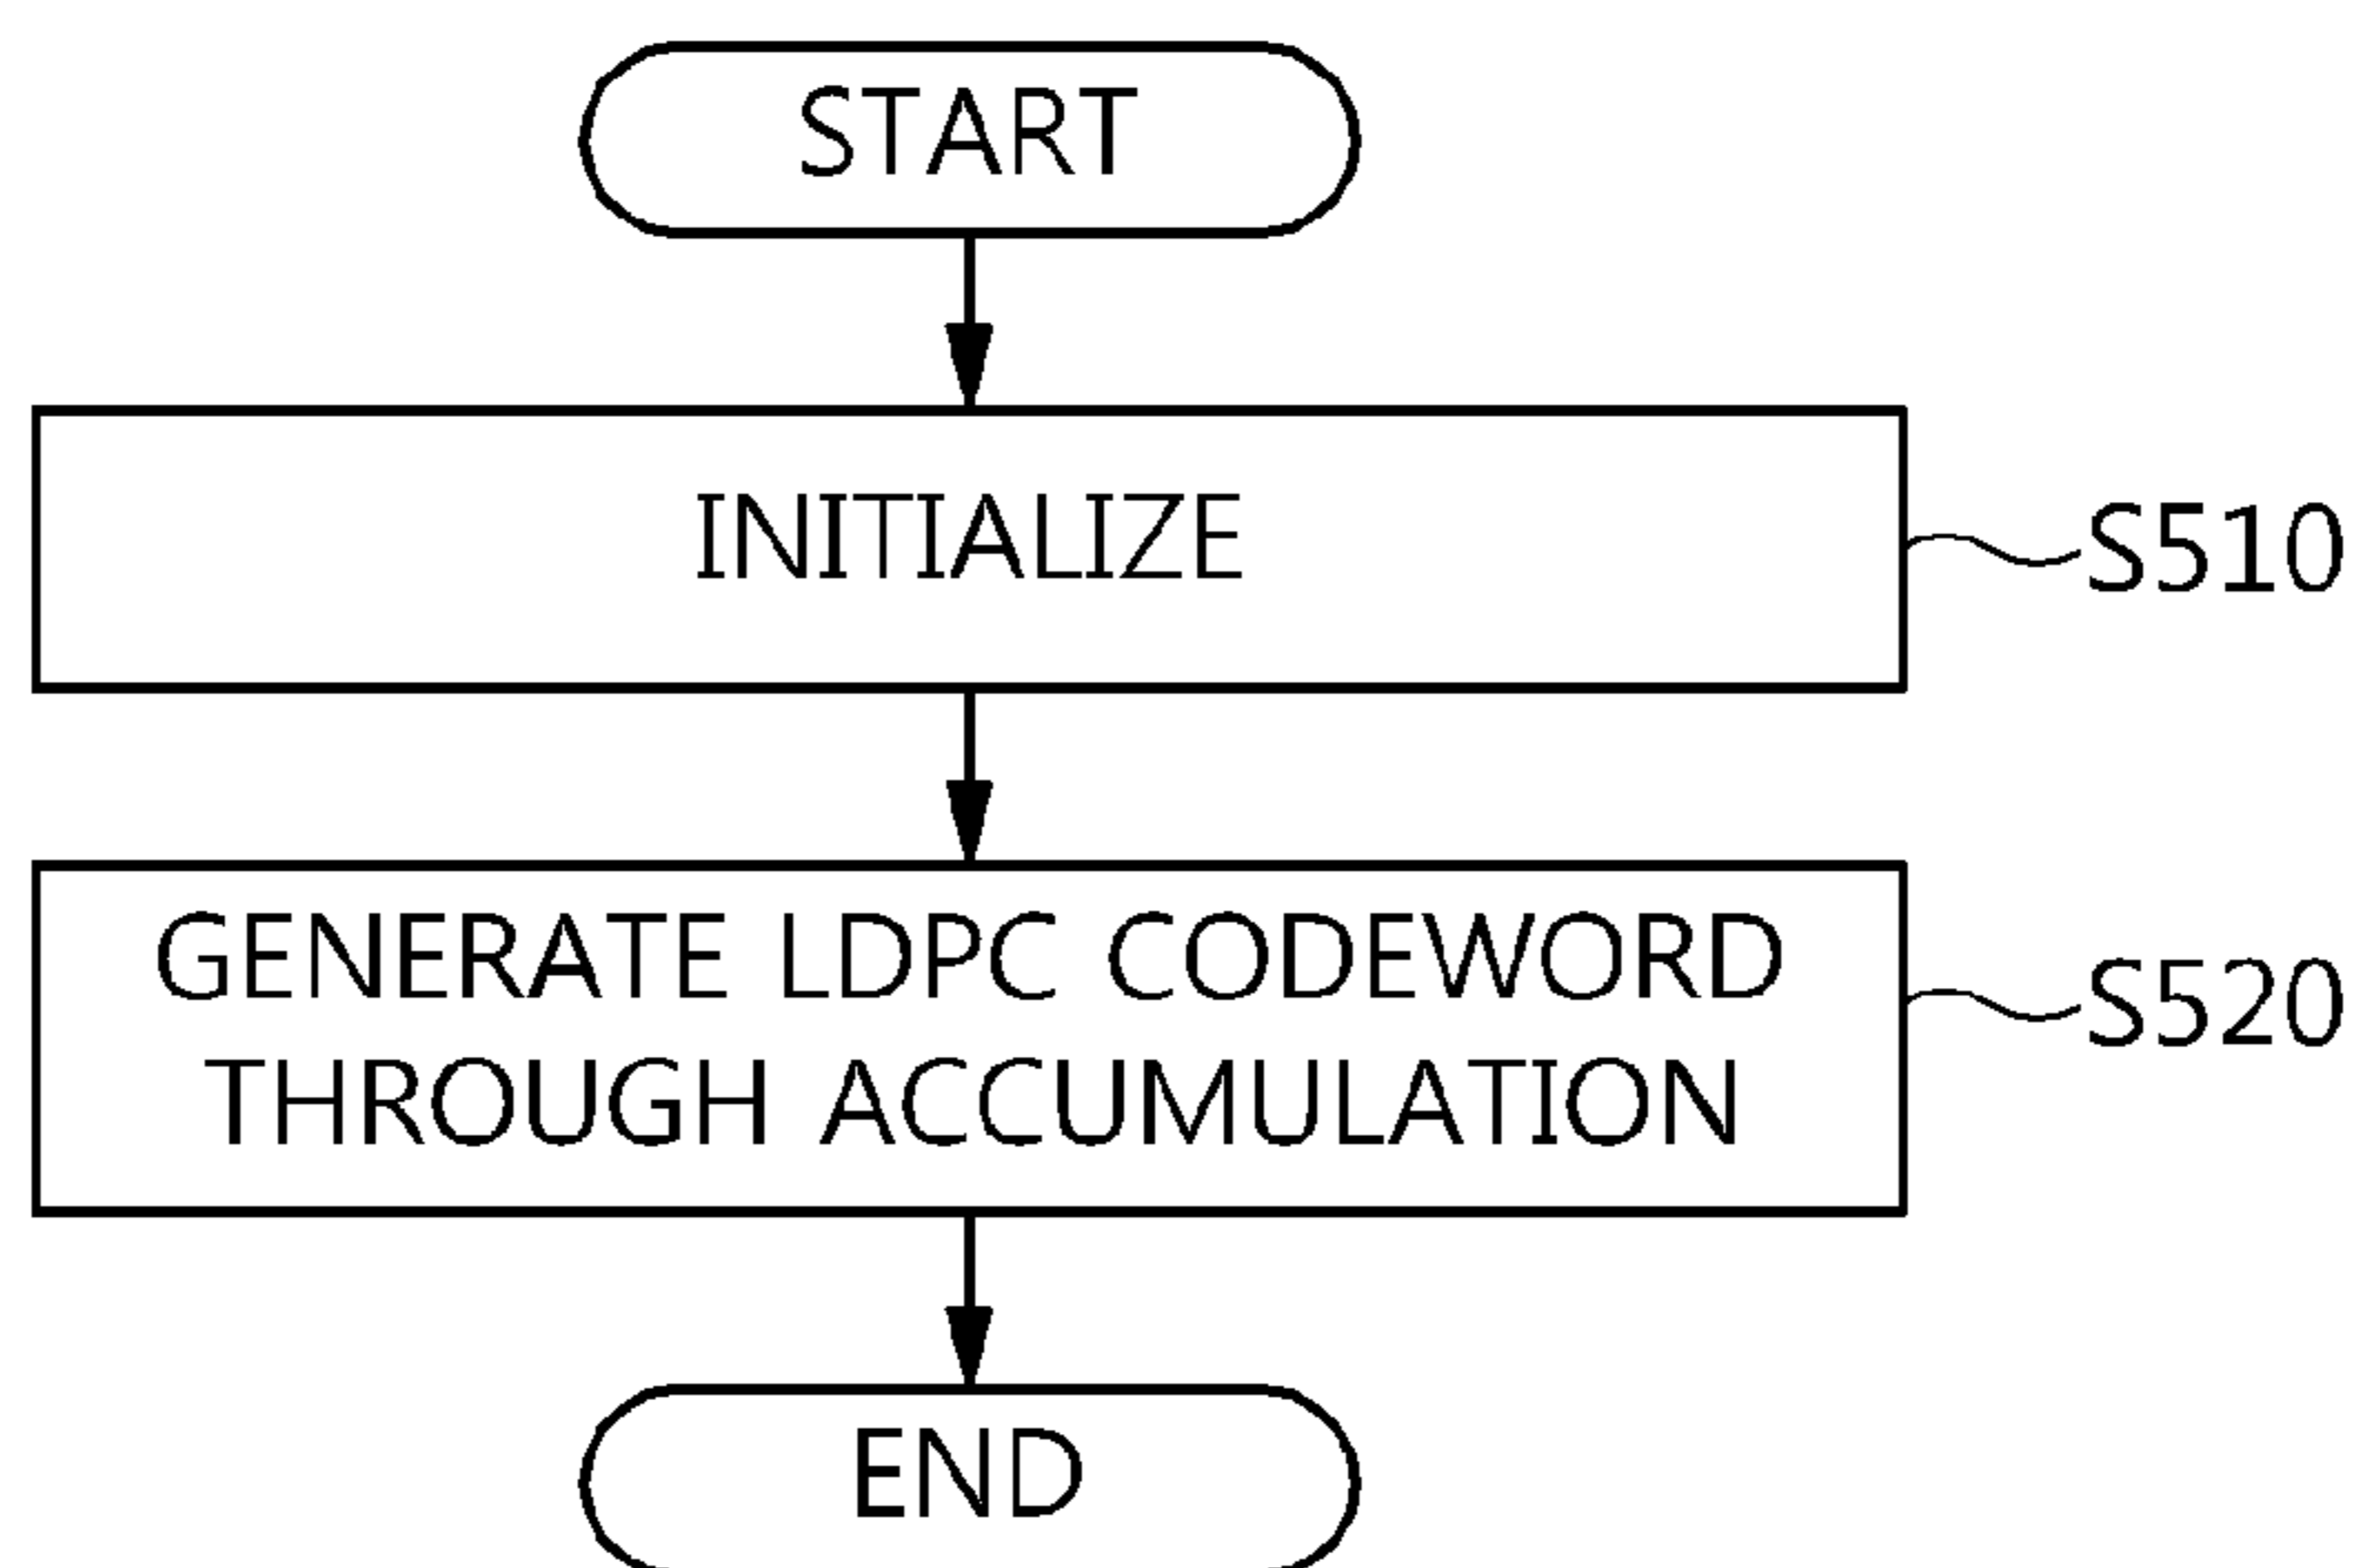 START
INITIALIZE
S510
GENERATE LDPC CODEWORD
THROUGH ACCUMULATION
S520
END